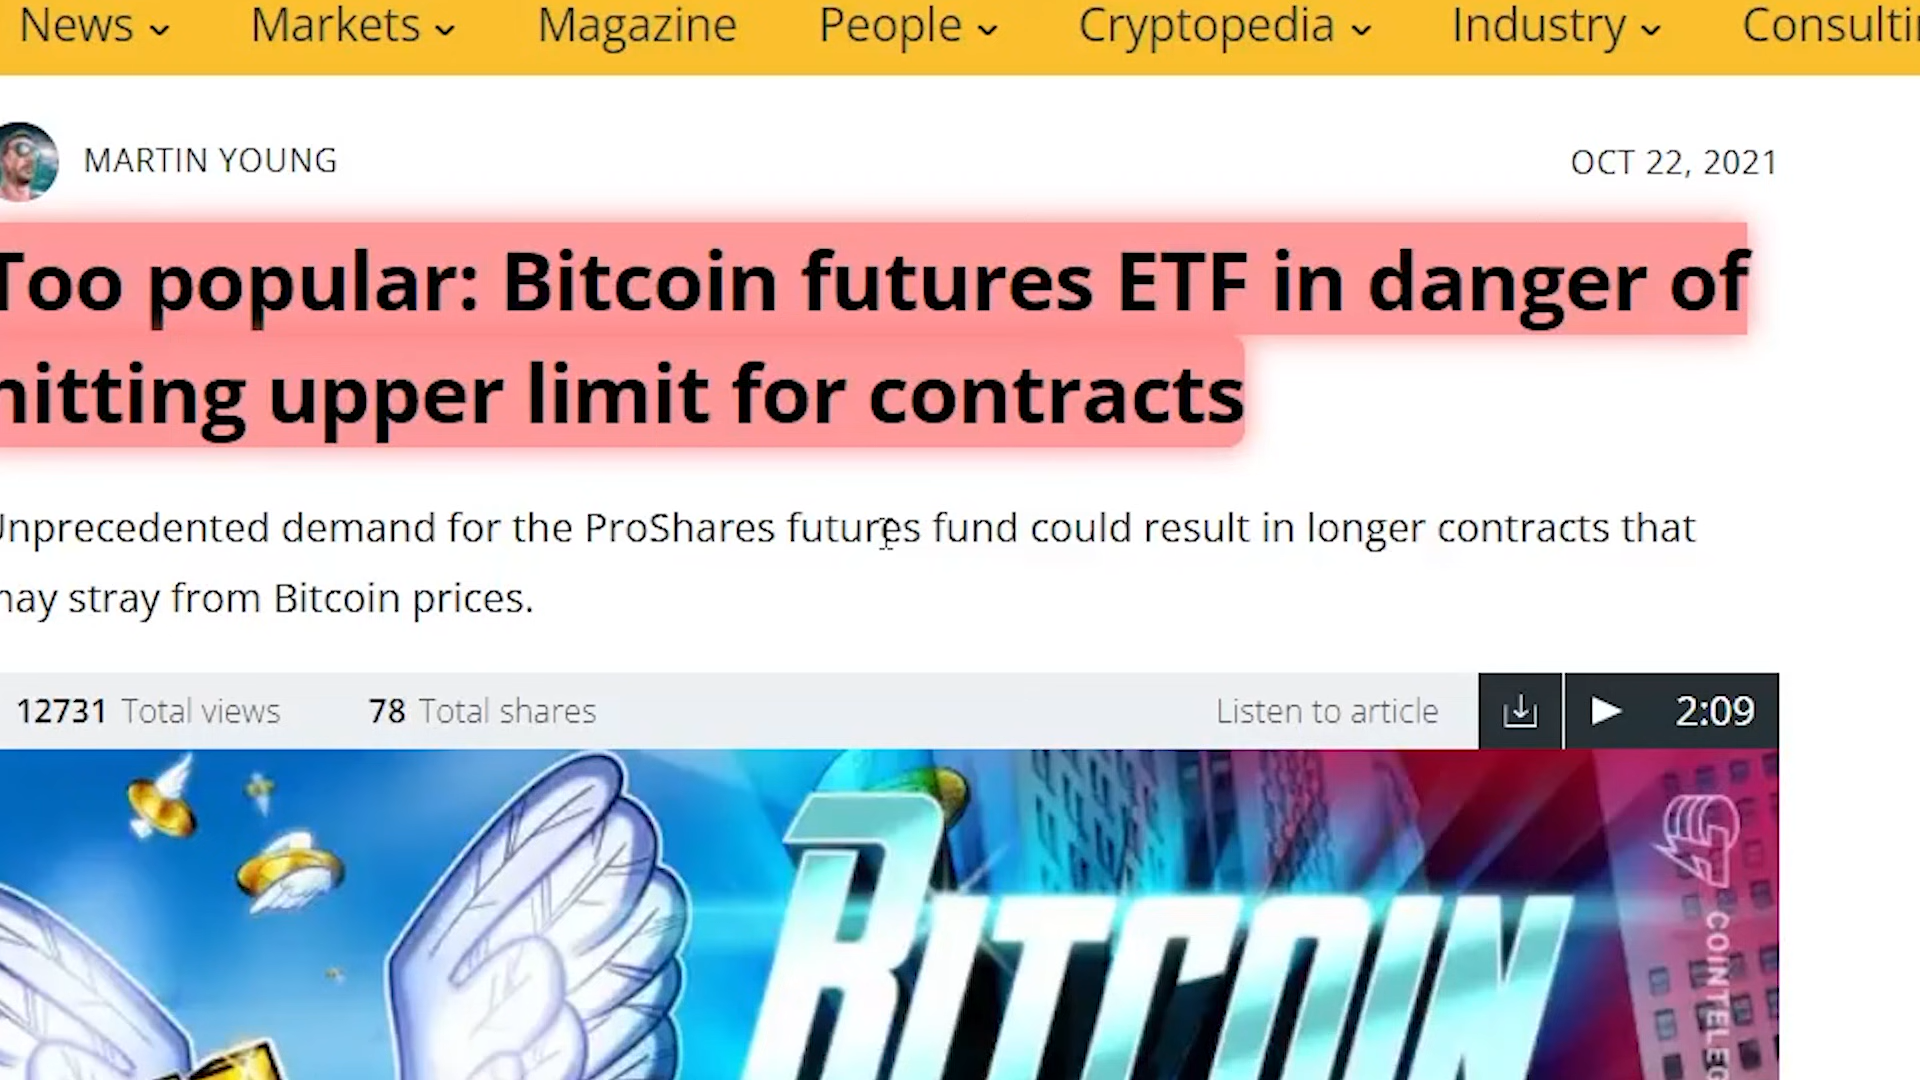 News Markets Magazine People Cryptopedia Industry
MARTIN YOUNG
OCT 22, 2021
Too popular: Bitcoin futures ETF in danger of
hitting upper limit for contracts
Unprecedented demand for the ProShares futures fund could result in longer contracts that
may stray from Bitcoin prices.
12731 Total views 78 Total shares Listen to article 2:09
BITCOIN